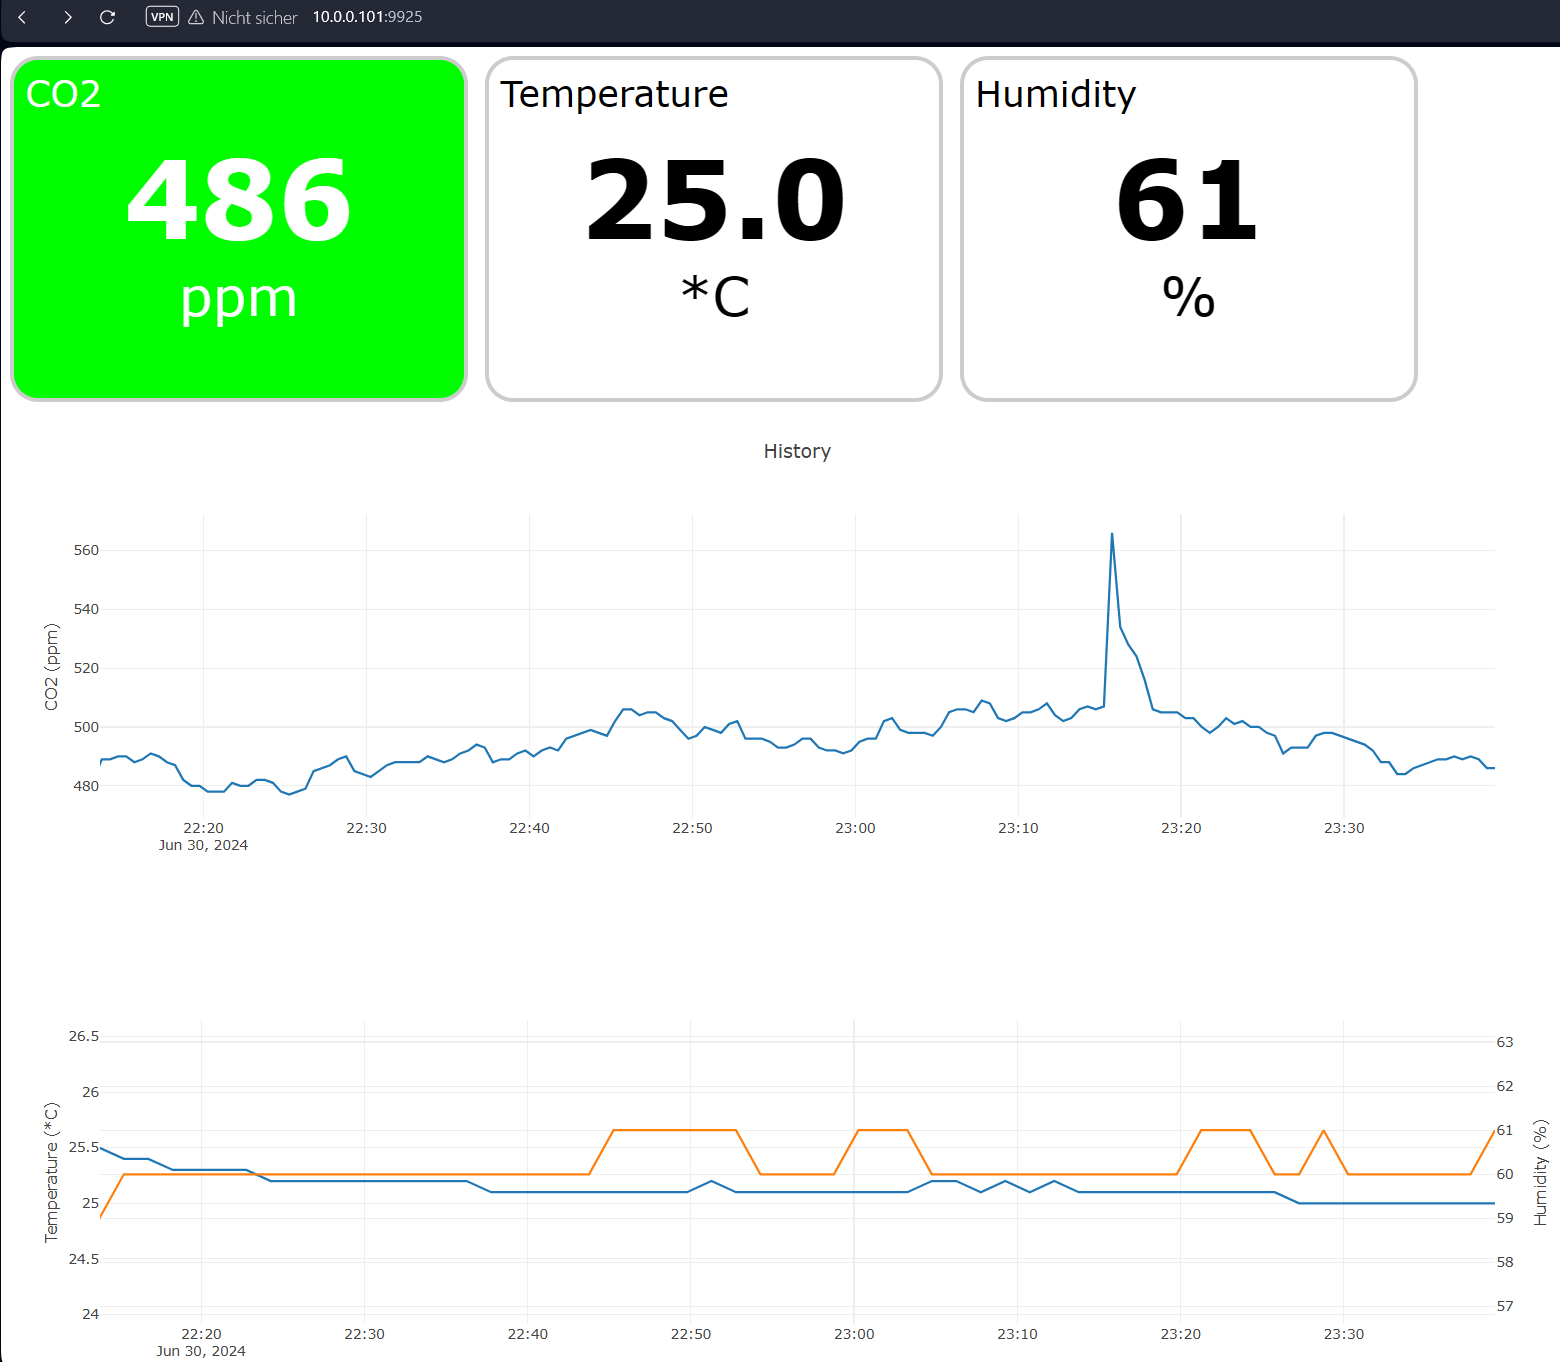 VPN Nicht sicher 10.0.0.101:9925
CO2
486
ppm
Temperature
25.0
*C
Humidity
61
%
History
CO2 (ppm)
560
540
520
500
480
22:20 22:30 22:40 22:50 23:00 23:10 23:20 23:30
Jun 30, 2024
Temperature (*C)
26.5
26
25.5
25
24.5
24
63
62
61
60
59
58
57
Humidity (%)
22:20 22:30 22:40 22:50 23:00 23:10 23:20 23:30
Jun 30, 2024